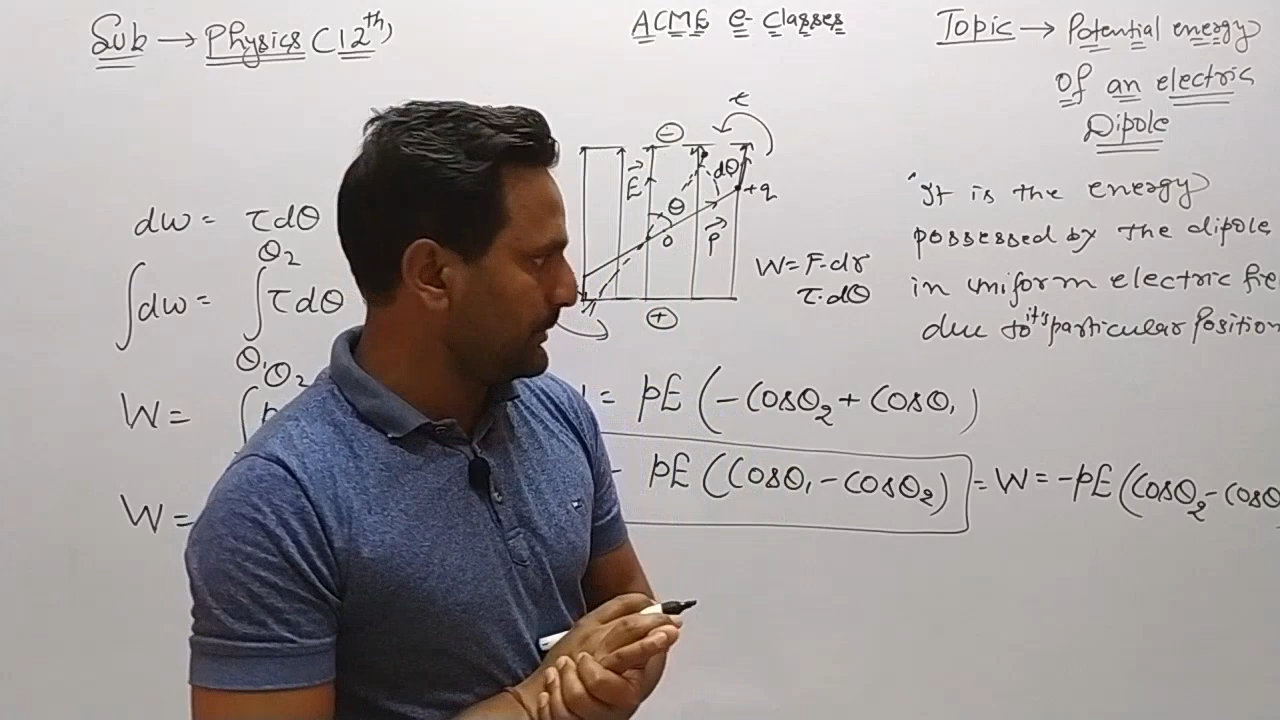 Sub → Physics (12th)
ACME e- Classes
Topic → Potential energy
Of an electric
Dipole
"It is the energy
possessed by the dipole
in uniform electric fie
due to it's particular Position
dw = τdθ
∫dw = ∫τdθ
θ2
θ1
θ2
W =
W =
τ
-
E
θ
dθ
+q
O
P
+
W = F·dr
τ·dθ
= pE (-Cosθ2 + Cosθ1)
pE (Cosθ1 - Cosθ2) = W = -pE (Cosθ2 - Cosθ